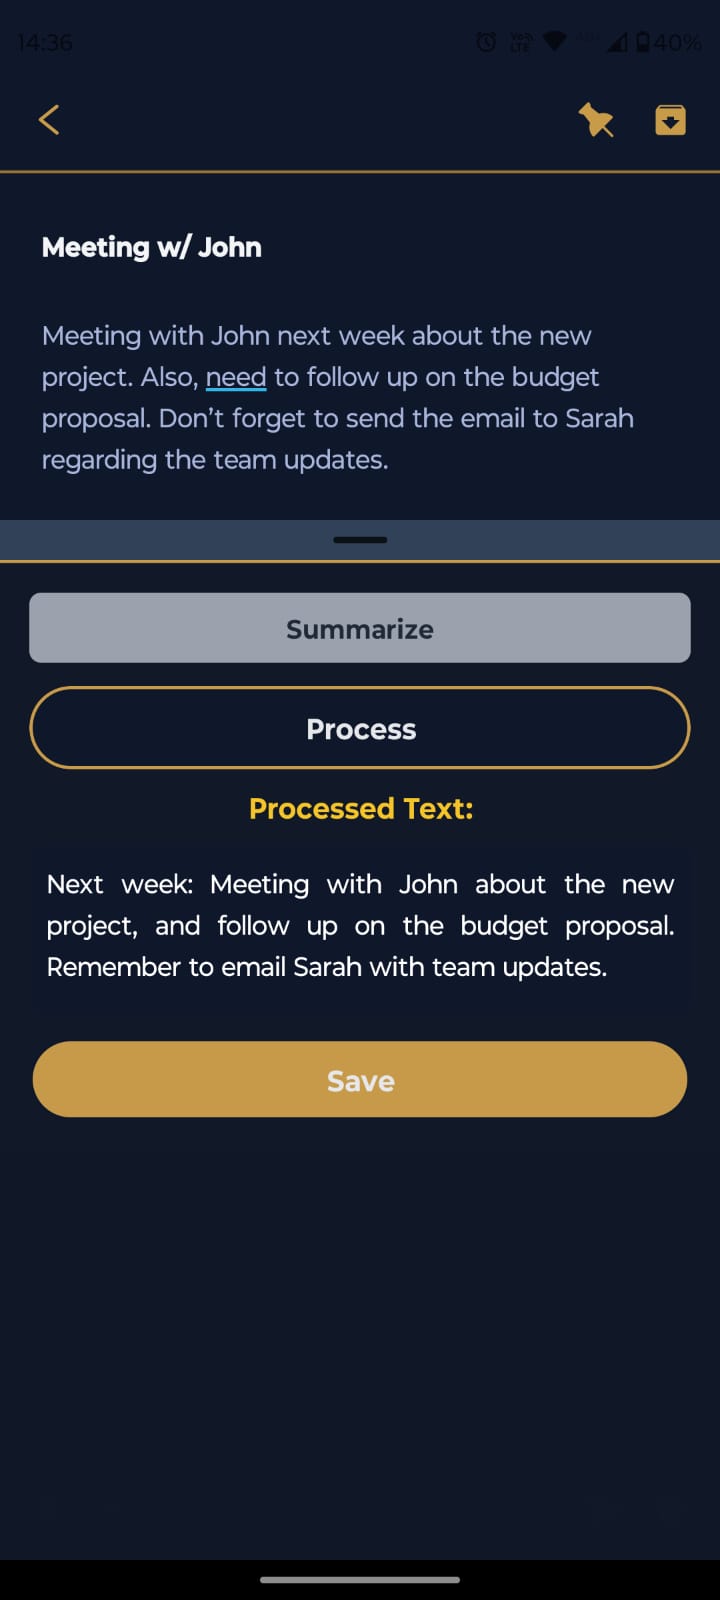 14:36
Vo)) LTE 40%
Meeting w/ John
Meeting with John next week about the new
project. Also, need to follow up on the budget
proposal. Don't forget to send the email to Sarah
regarding the team updates.
Summarize
Process
Processed Text:
Next week: Meeting with John about the new
project, and follow up on the budget proposal.
Remember to email Sarah with team updates.
Save